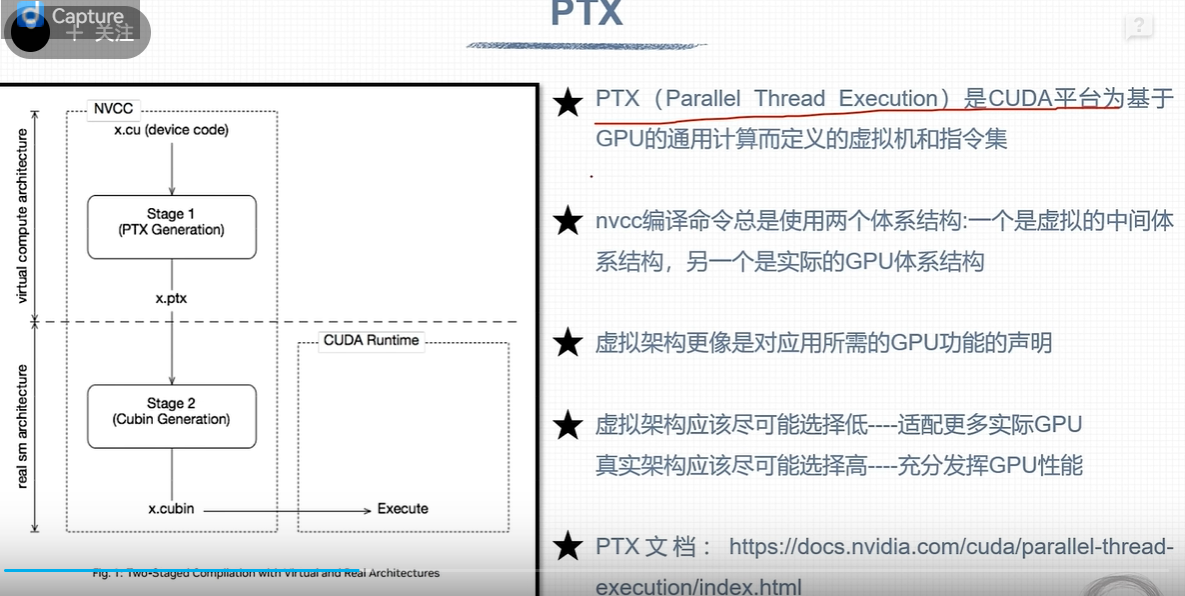 Capture
+ 关注
PTX
NVCC
x.cu (device code)
Stage 1
(PTX Generation)
x.ptx
CUDA Runtime
Stage 2
(Cubin Generation)
x.cubin
Execute
virtual compute architecture
real sm architecture
Fig. 1: Two-Staged Compilation with Virtual and Real Architectures
★ PTX（Parallel Thread Execution）是CUDA平台为基于
GPU的通用计算而定义的虚拟机和指令集
★ nvcc编译命令总是使用两个体系结构:一个是虚拟的中间体
系结构，另一个是实际的GPU体系结构
★ 虚拟架构更像是对应用所需的GPU功能的声明
★ 虚拟架构应该尽可能选择低----适配更多实际GPU
真实架构应该尽可能选择高----充分发挥GPU性能
★ PTX文档：https://docs.nvidia.com/cuda/parallel-thread-
execution/index.html